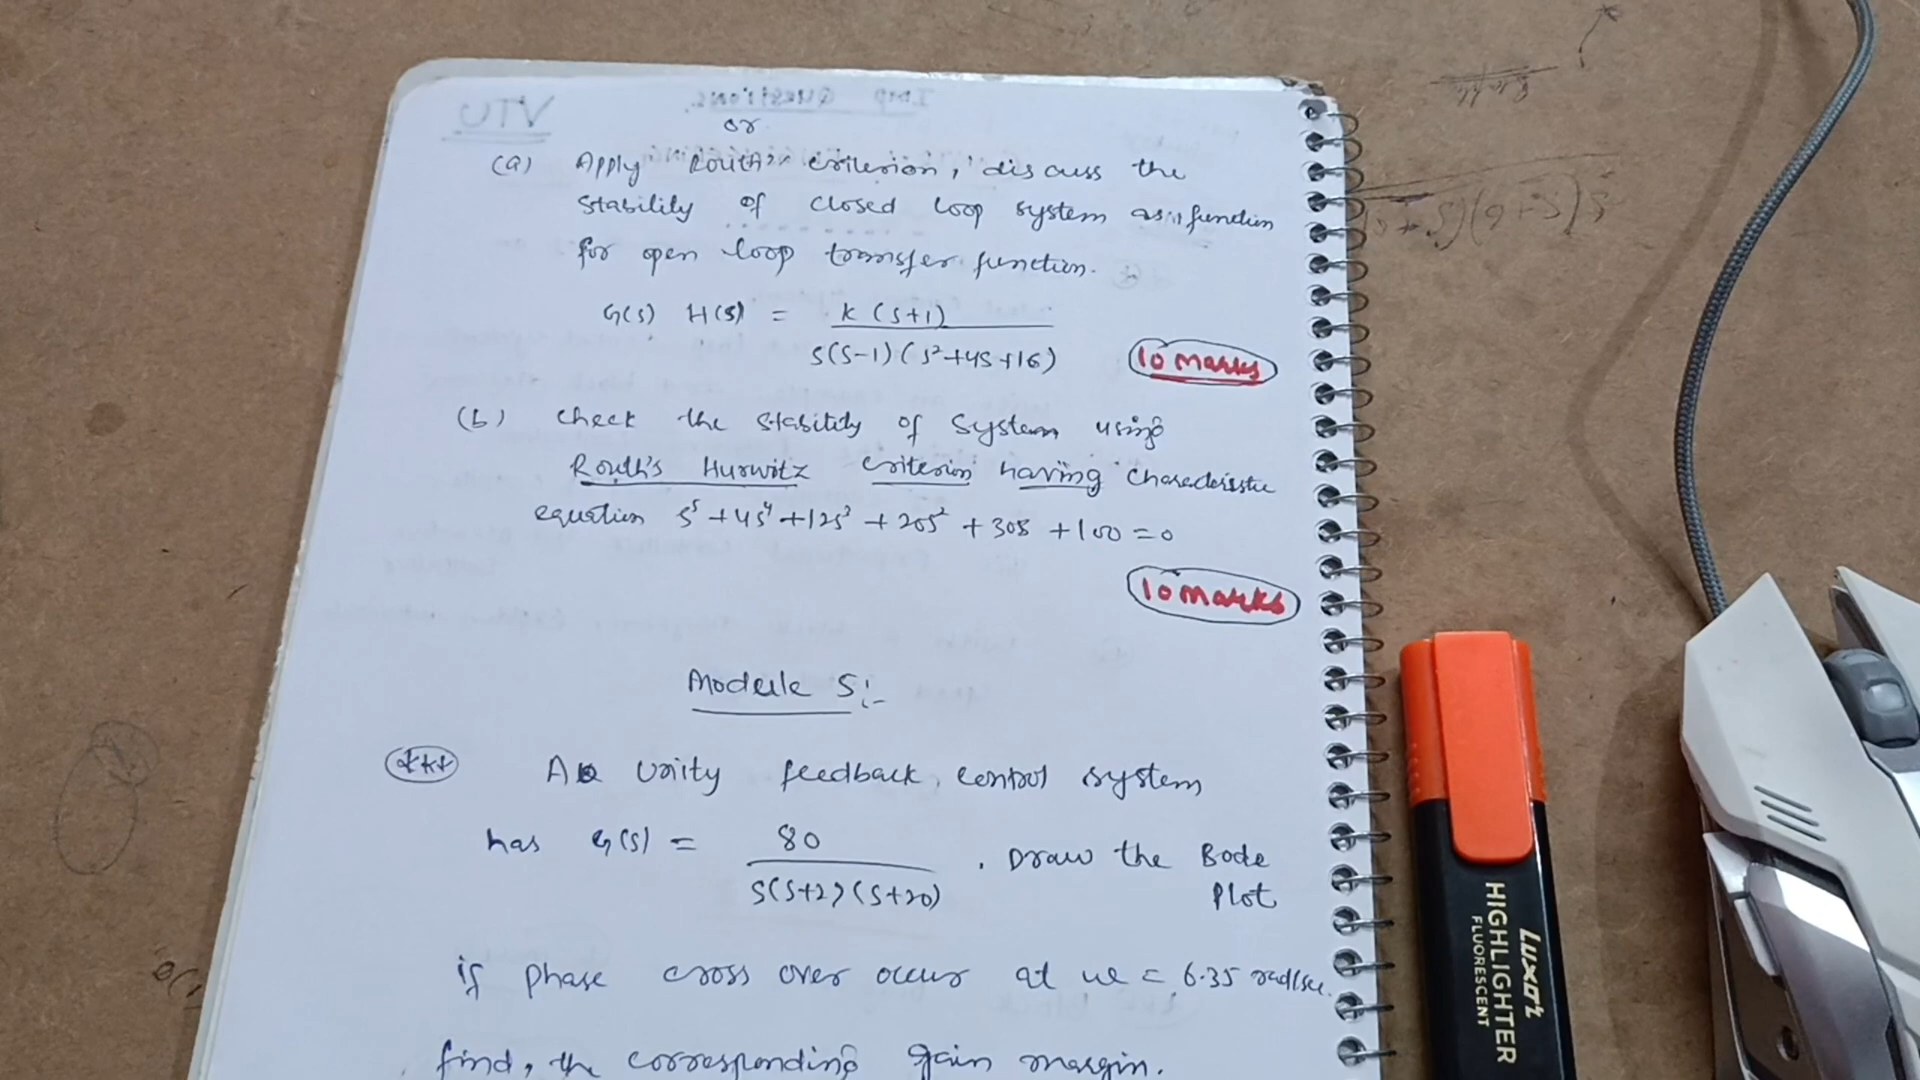 VTU
Imp Questions.
or
(a) Apply Routh's criterion, discuss the
stability of closed loop system as function
for open loop transfer function.
G(s) H(s) = K (s+1)
s(s-1) (s²+4s+16)
10 marks
(b) check the stability of system using
Routh's Hurwitz criterion having characteristic
equation s⁵ + 4s⁴ + 12s³ + 20s² + 30s + 100 = 0
10 marks
Module 5:-
*** A unity feedback control system
has G(s) = 80
s(s+2)(s+20)
. Draw the Bode
Plot
if phase cross over occur at wc = 6.35 rad/sec.
find, the corresponding gain margin.
LUXOR
HIGHLIGHTER
FLUORESCENT